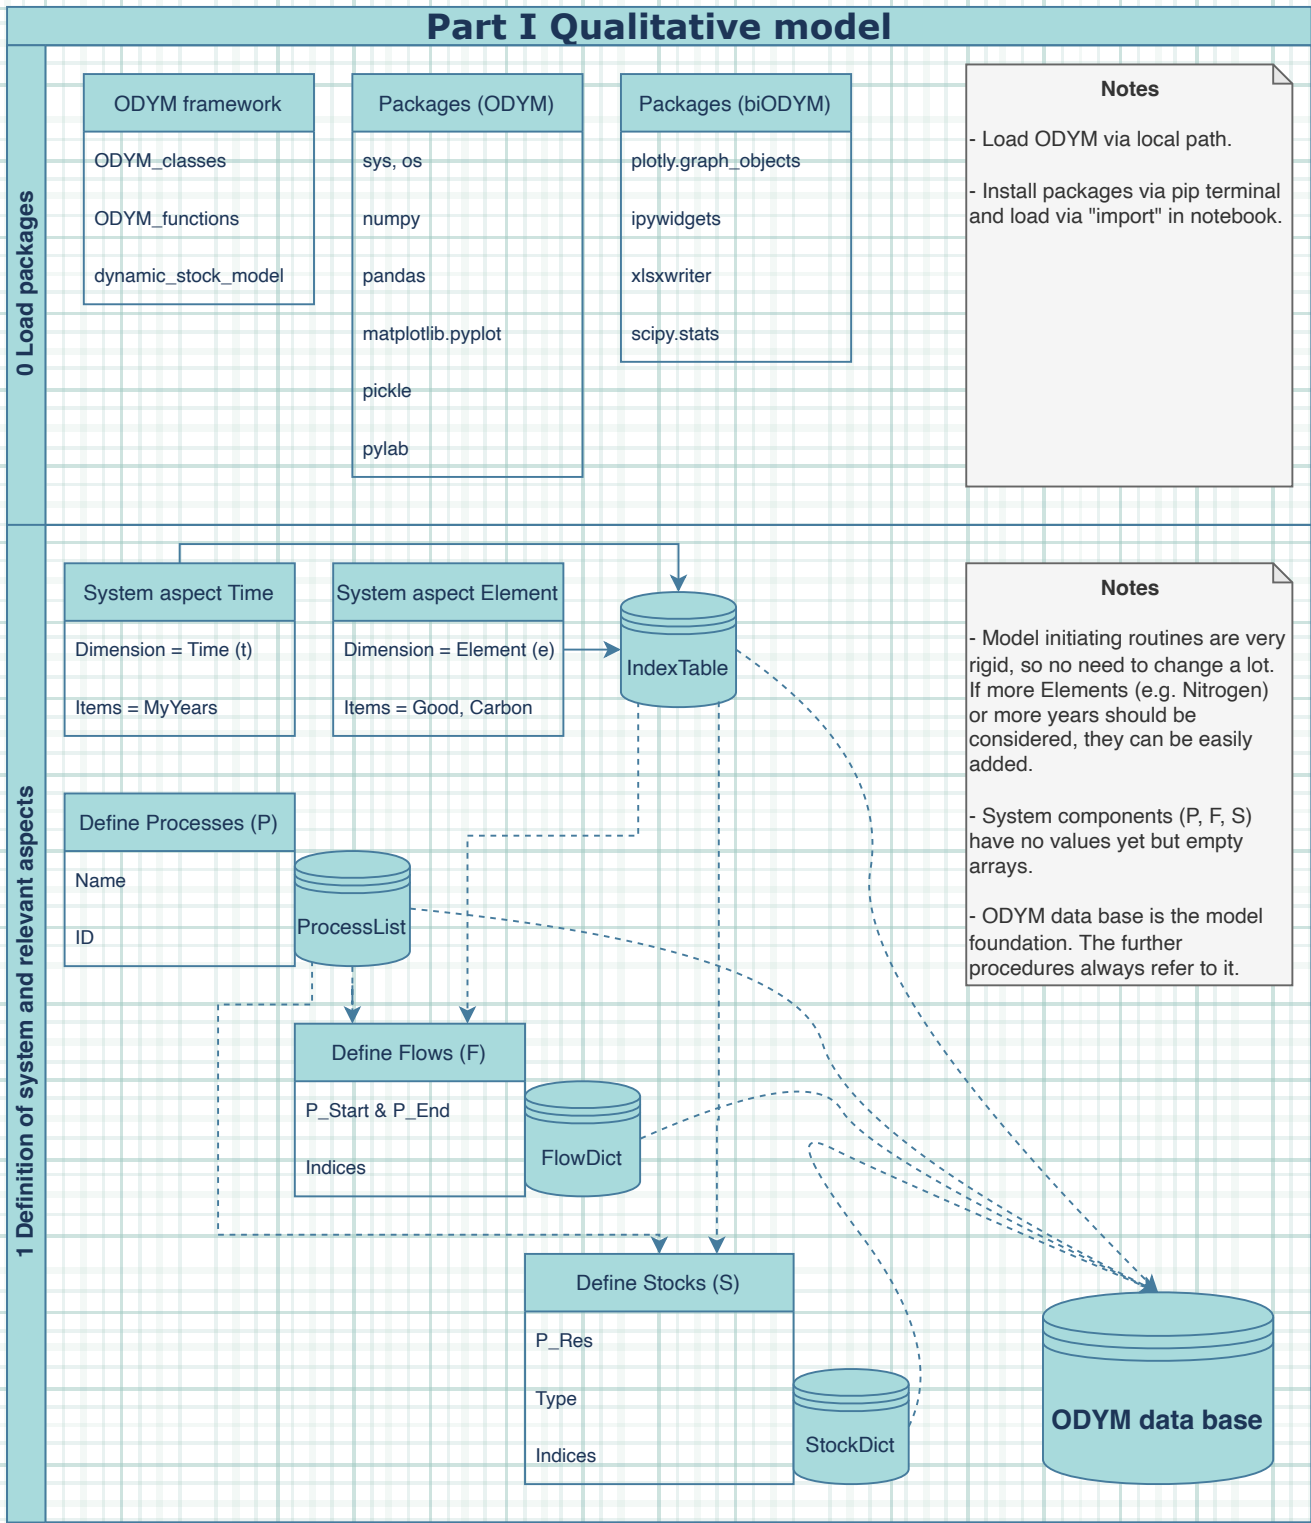 Part I Qualitative model
0 Load packages
ODYM framework
ODYM_classes
ODYM_functions
dynamic_stock_model
Packages (ODYM)
sys, os
numpy
pandas
matplotlib.pyplot
pickle
pylab
Packages (biODYM)
plotly.graph_objects
ipywidgets
xlsxwriter
scipy.stats
Notes
- Load ODYM via local path.
- Install packages via pip terminal
and load via "import" in notebook.
1 Definition of system and relevant aspects
System aspect Time
Dimension = Time (t)
Items = MyYears
System aspect Element
Dimension = Element (e)
Items = Good, Carbon
IndexTable
Notes
- Model initiating routines are very
rigid, so no need to change a lot.
If more Elements (e.g. Nitrogen)
or more years should be
considered, they can be easily
added.
- System components (P, F, S)
have no values yet but empty
arrays.
- ODYM data base is the model
foundation. The further
procedures always refer to it.
Define Processes (P)
Name
ID
ProcessList
Define Flows (F)
P_Start & P_End
Indices
FlowDict
Define Stocks (S)
P_Res
Type
Indices
StockDict
ODYM data base